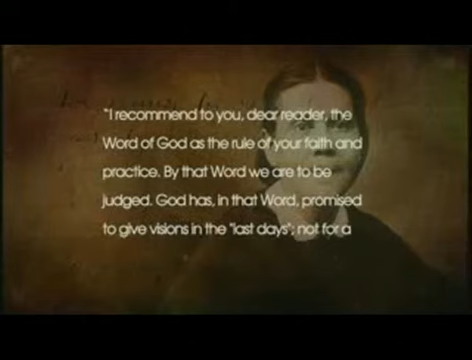 "I recommend to you, dear reader, the
Word of God as the rule of your faith and
practice. By that Word we are to be
judged. God has, in that Word, promised
to give visions in the "last days"; not for a